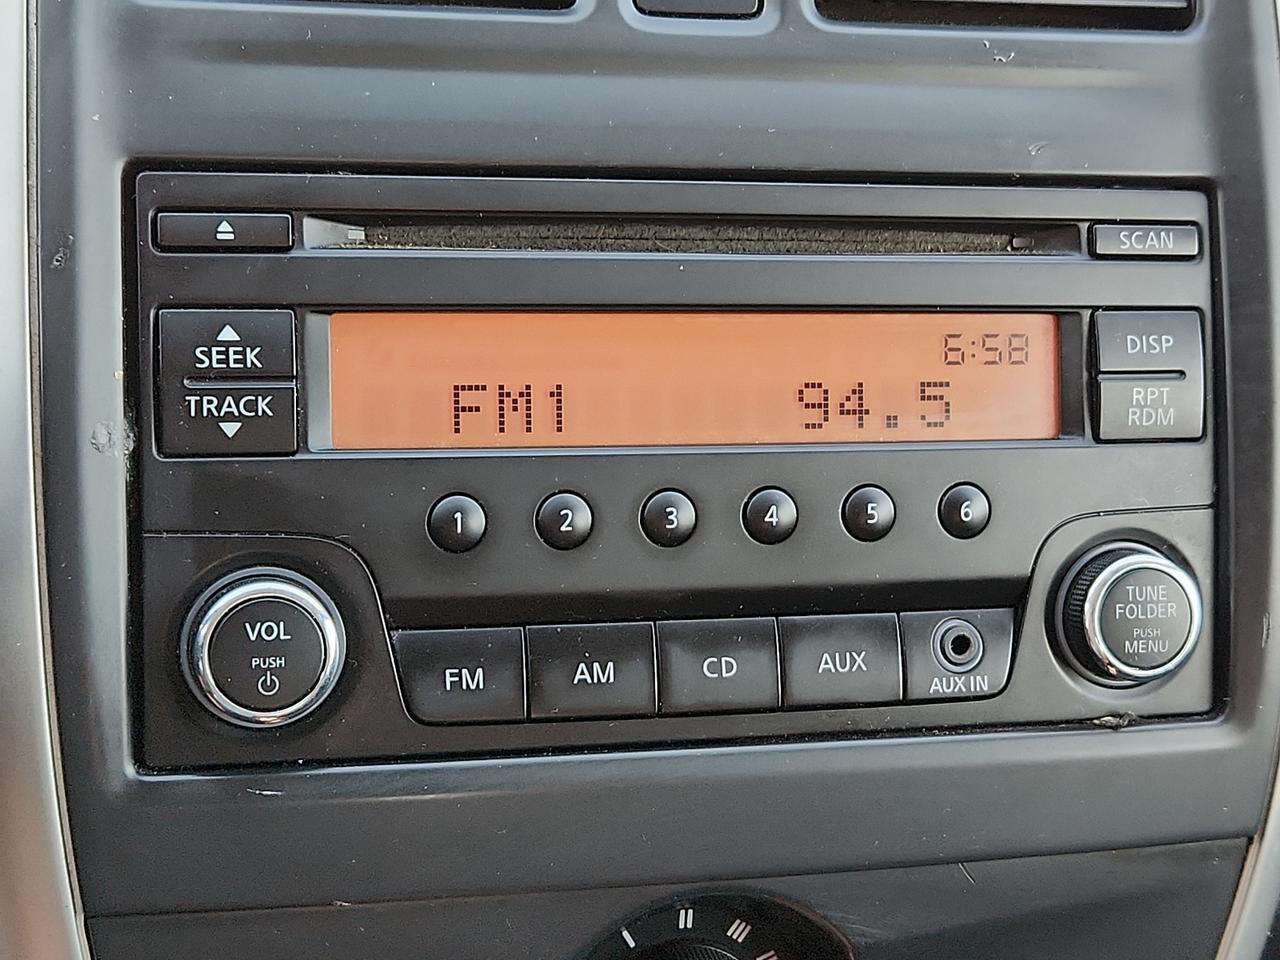 SCAN
SEEK
TRACK
6:58
FM1 94.5
DISP
RPT
RDM
1 2 3 4 5 6
VOL
PUSH
FM AM CD AUX
AUX IN
TUNE
FOLDER
PUSH
MENU